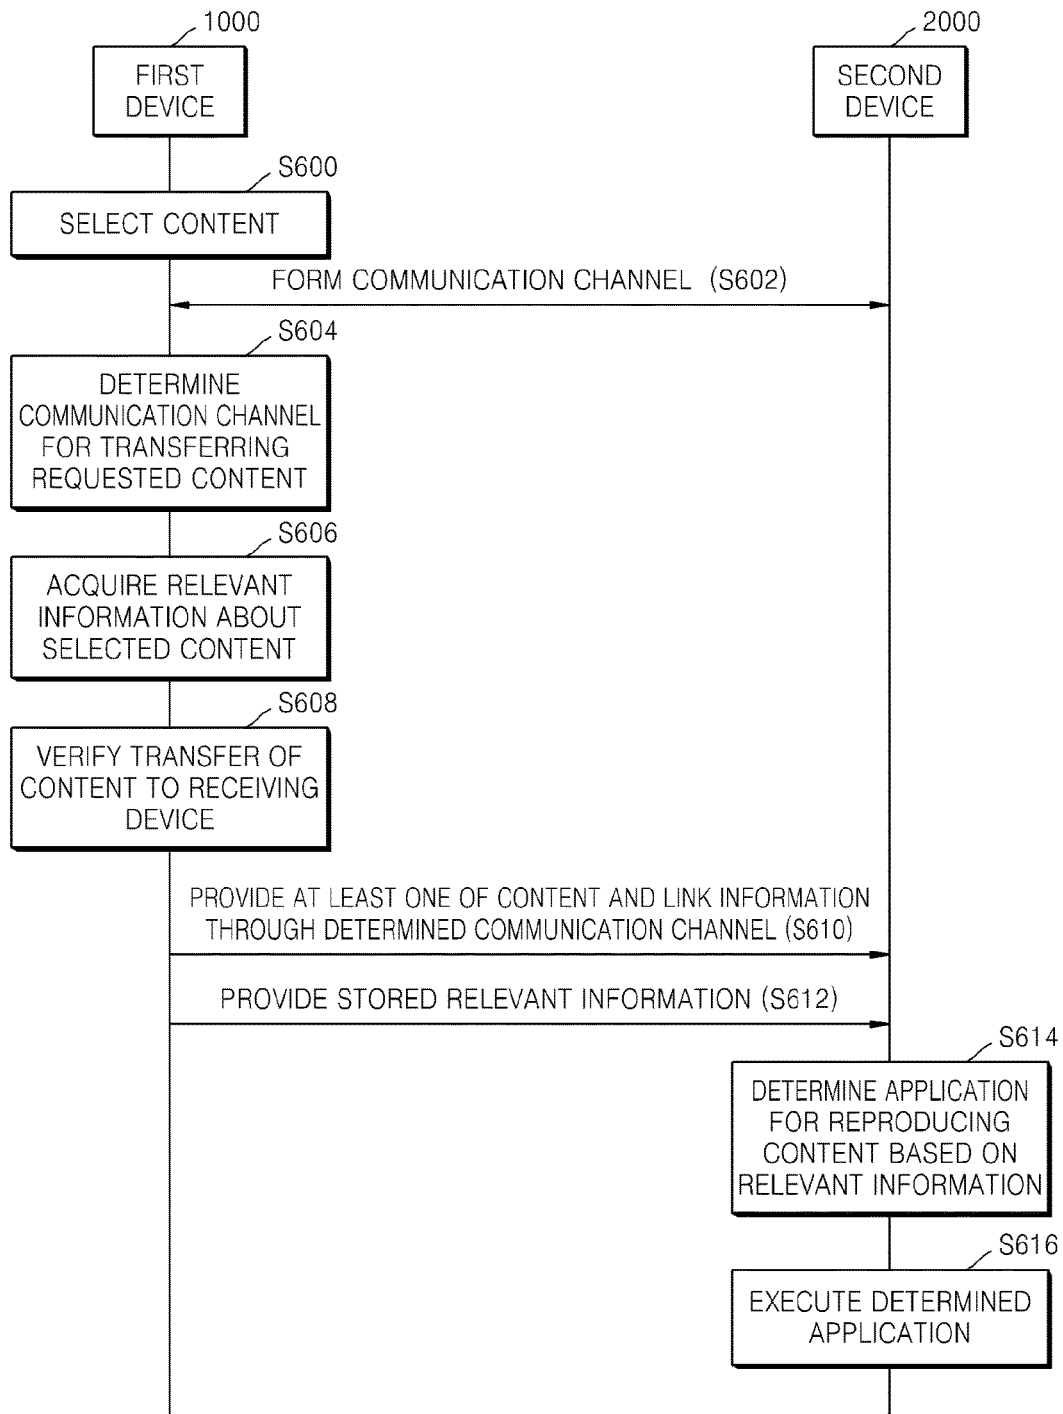 1000
FIRST
DEVICE
2000
SECOND
DEVICE
S600
SELECT CONTENT
FORM COMMUNICATION CHANNEL (S602)
S604
DETERMINE
COMMUNICATION CHANNEL
FOR TRANSFERRING
REQUESTED CONTENT
S606
ACQUIRE RELEVANT
INFORMATION ABOUT
SELECTED CONTENT
S608
VERIFY TRANSFER OF
CONTENT TO RECEIVING
DEVICE
PROVIDE AT LEAST ONE OF CONTENT AND LINK INFORMATION
THROUGH DETERMINED COMMUNICATION CHANNEL (S610)
PROVIDE STORED RELEVANT INFORMATION (S612)
S614
DETERMINE APPLICATION
FOR REPRODUCING
CONTENT BASED ON
RELEVANT INFORMATION
S616
EXECUTE DETERMINED
APPLICATION